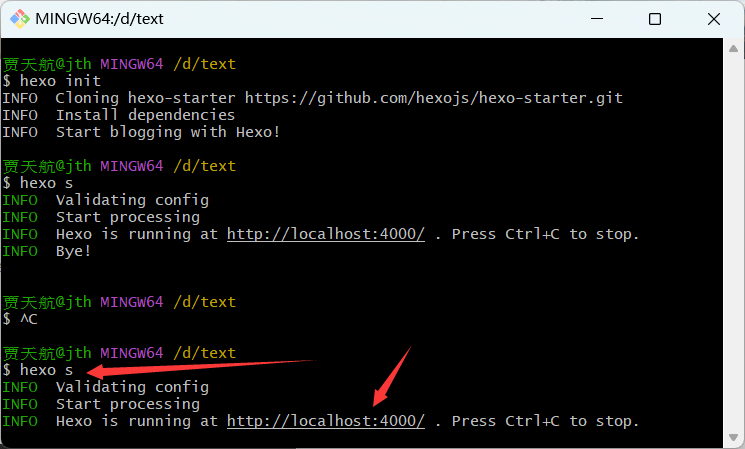 MINGW64:/d/text
贾天航@jth MINGW64 /d/text
$ hexo init
INFO  Cloning hexo-starter https://github.com/hexojs/hexo-starter.git
INFO  Install dependencies
INFO  Start blogging with Hexo!
贾天航@jth MINGW64 /d/text
$ hexo s
INFO  Validating config
INFO  Start processing
INFO  Hexo is running at http://localhost:4000/ . Press Ctrl+C to stop.
INFO  Bye!
贾天航@jth MINGW64 /d/text
$ ^C
贾天航@jth MINGW64 /d/text
$ hexo s
INFO  Validating config
INFO  Start processing
INFO  Hexo is running at http://localhost:4000/ . Press Ctrl+C to stop.